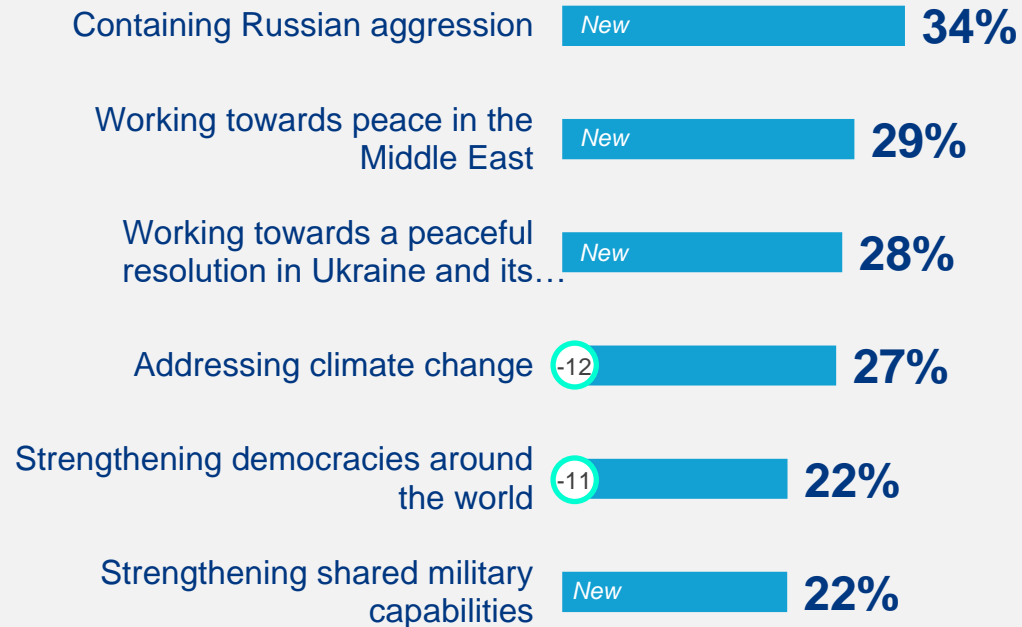 Containing Russian aggression
New
34%
Working towards peace in the
Middle East
New
29%
Working towards a peaceful
resolution in Ukraine and its…
New
28%
Addressing climate change
-12
27%
Strengthening democracies around
the world
-11
22%
Strengthening shared military
capabilities
New
22%